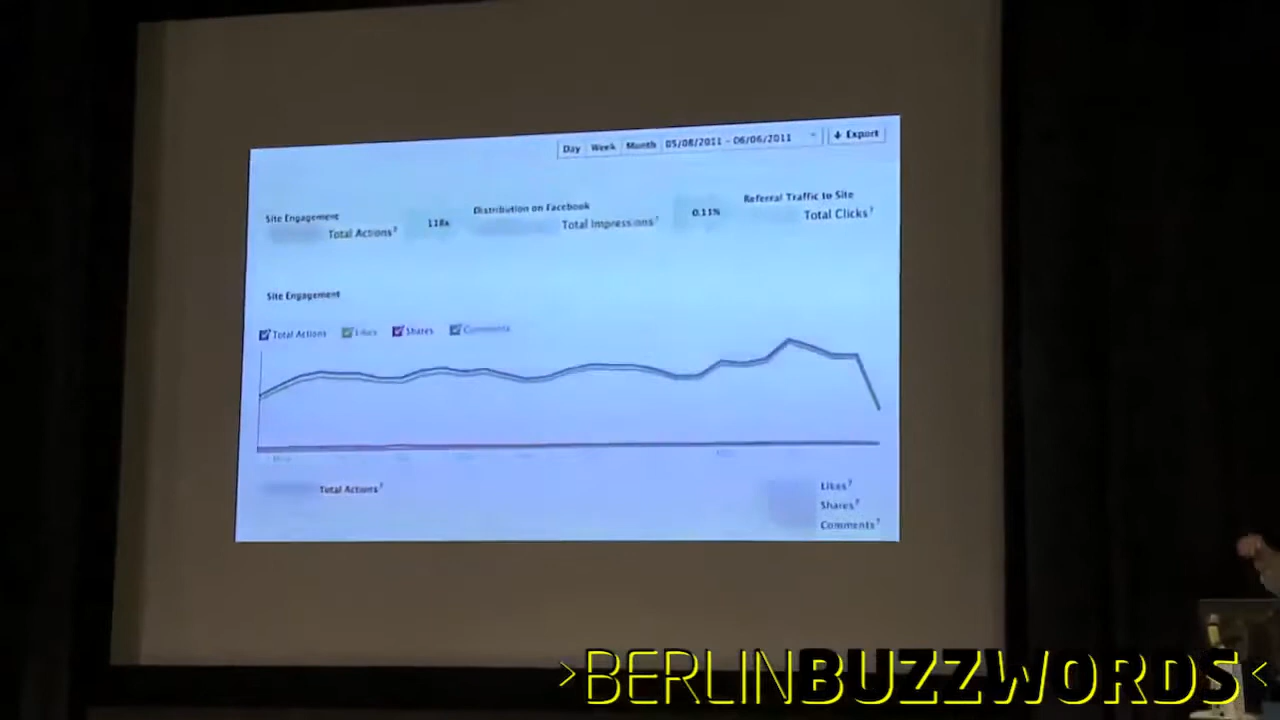 Day Week Month 05/08/2011 - 06/06/2011 Export
Site Engagement
Total Actions?
118x
Distribution on Facebook
Total Impressions?
0.11%
Referral Traffic to Site
Total Clicks?
Site Engagement
Total Actions Likes Shares Comments
Total Actions?
Likes?
Shares?
Comments?
>BERLINBUZZWORDS<